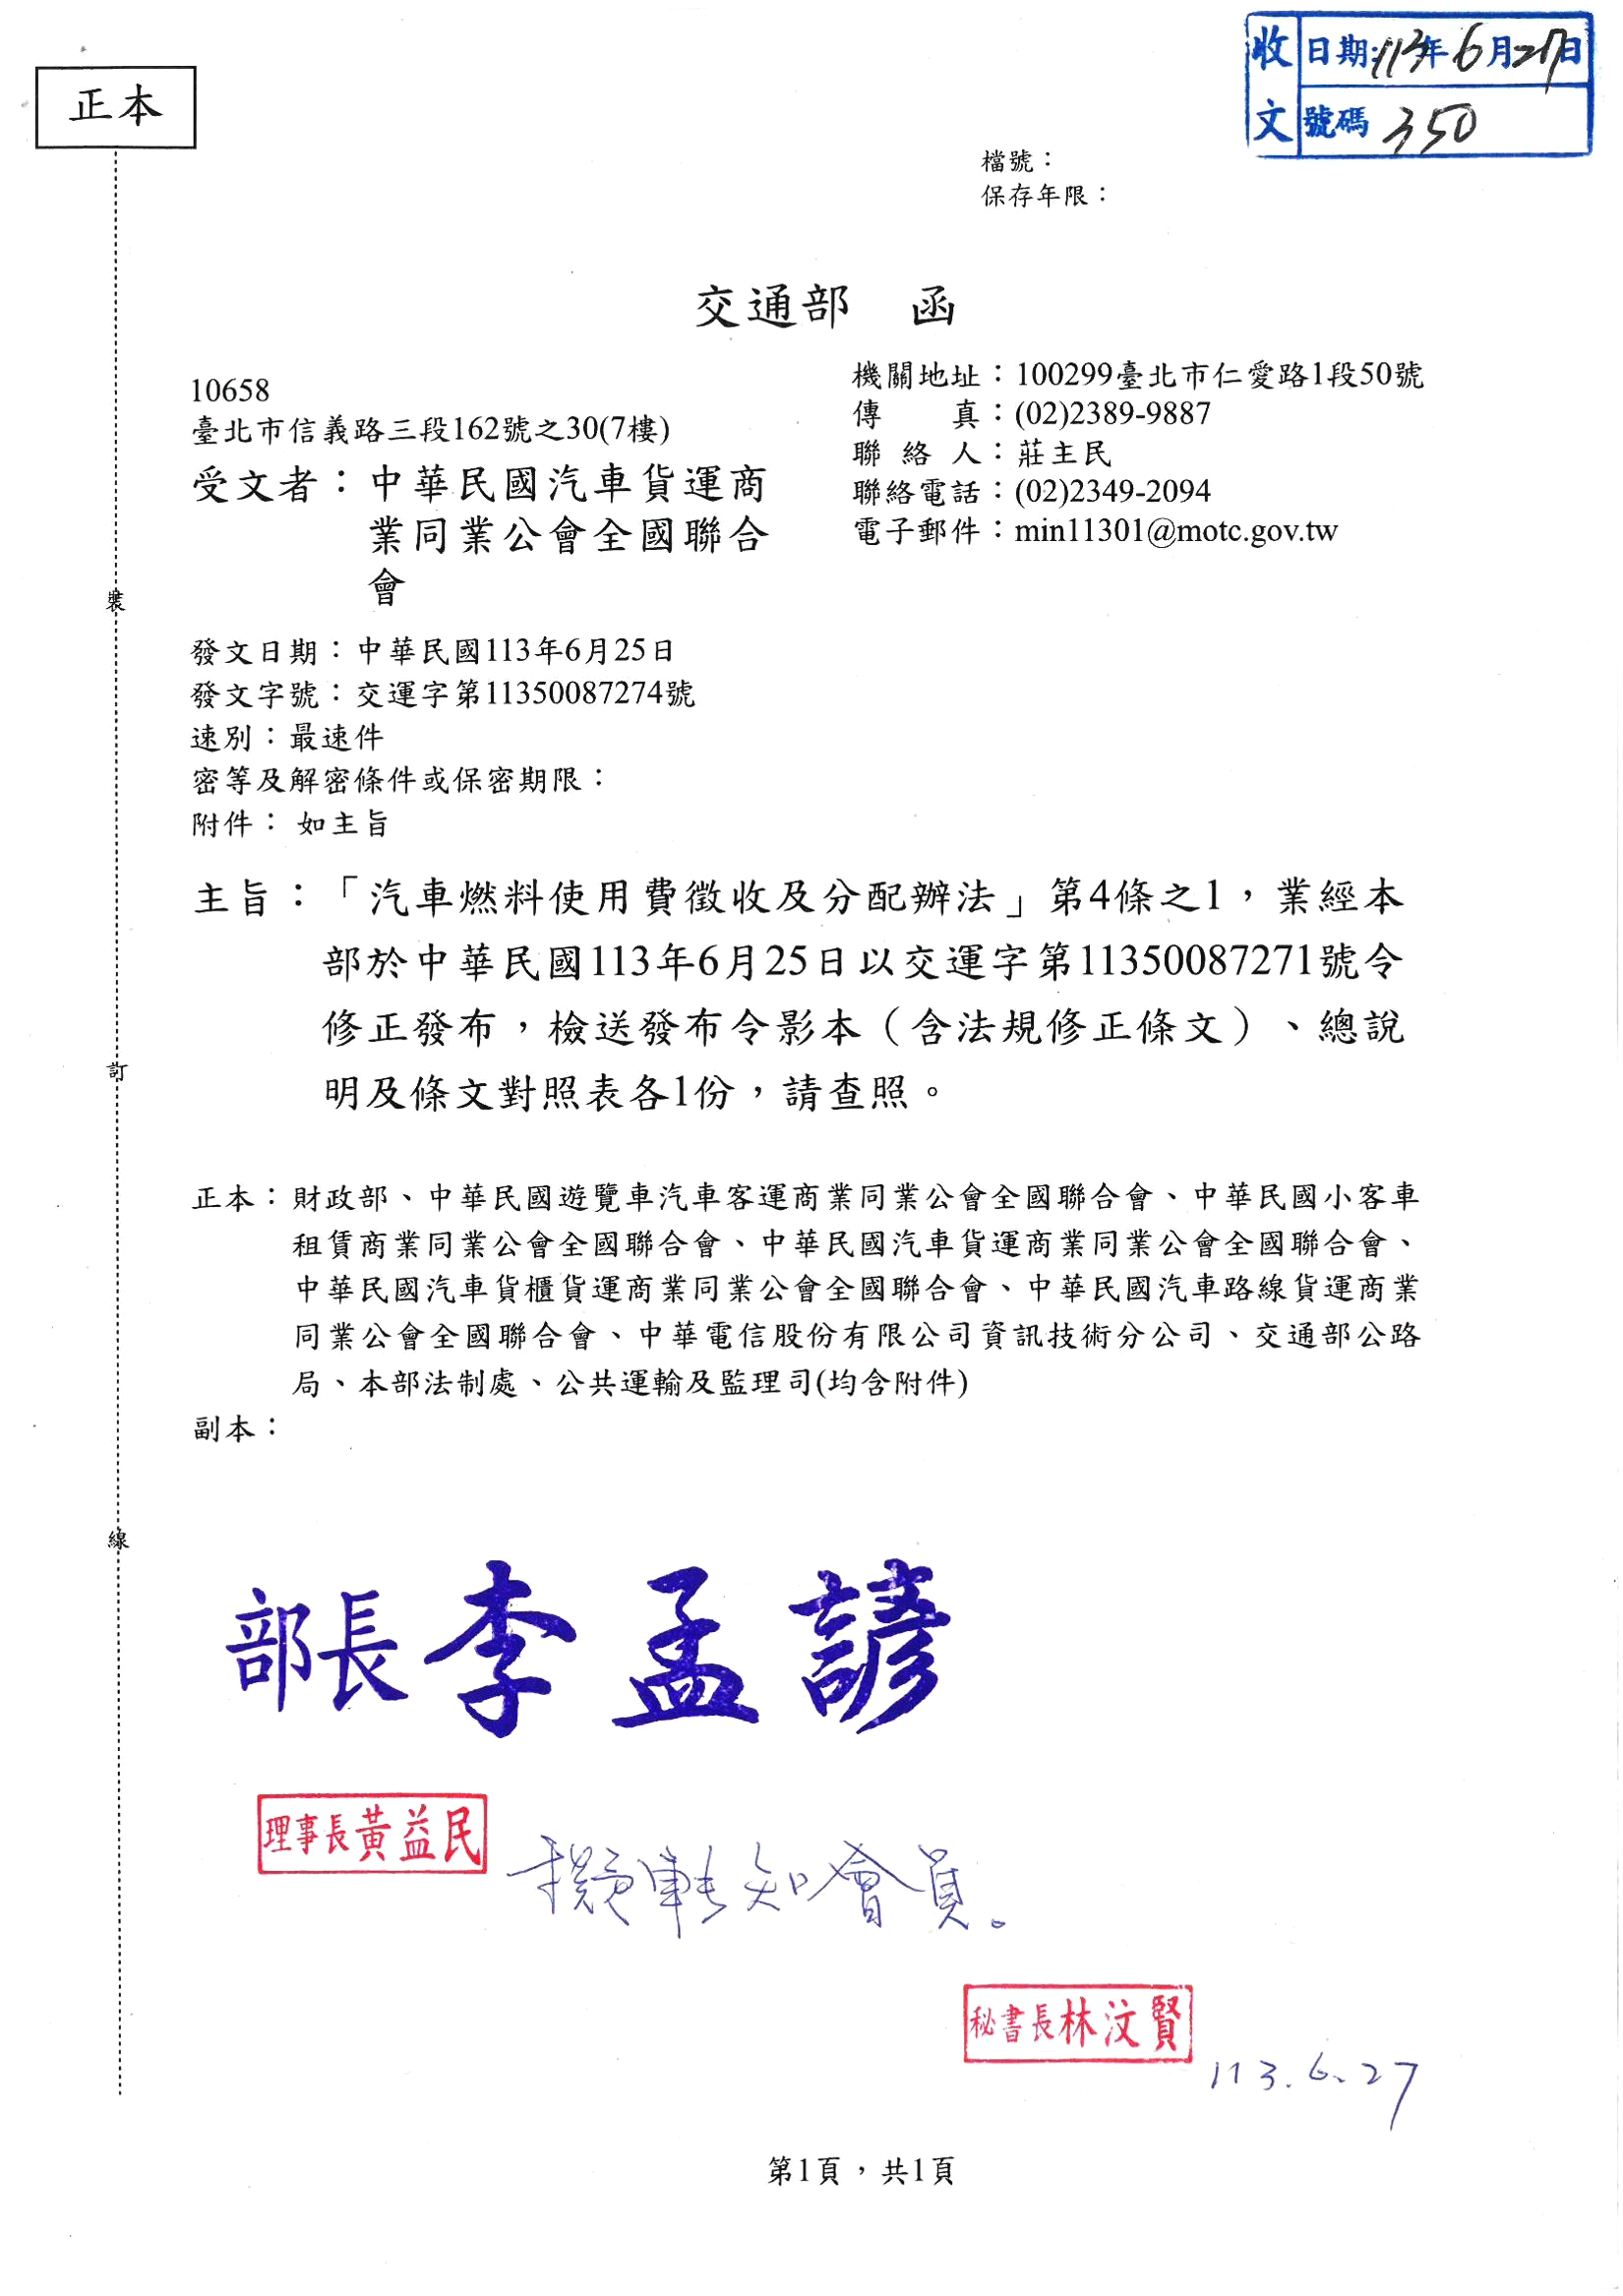 正本
收文
日期:113年6月27日
號碼 350
檔號：
保存年限：
交通部　函
10658
臺北市信義路三段162號之30(7樓)
受文者：中華民國汽車貨運商
業同業公會全國聯合
會
機關地址：100299臺北市仁愛路1段50號
傳　　真：(02)2389-9887
聯 絡 人：莊主民
聯絡電話：(02)2349-2094
電子郵件：min11301@motc.gov.tw
發文日期：中華民國113年6月25日
發文字號：交運字第11350087274號
速別：最速件
密等及解密條件或保密期限：
附件： 如主旨
主旨：「汽車燃料使用費徵收及分配辦法」第4條之1，業經本
部於中華民國113年6月25日以交運字第11350087271號令
修正發布，檢送發布令影本（含法規修正條文）、總說
明及條文對照表各1份，請查照。
正本：財政部、中華民國遊覽車汽車客運商業同業公會全國聯合會、中華民國小客車
租賃商業同業公會全國聯合會、中華民國汽車貨運商業同業公會全國聯合會、
中華民國汽車貨櫃貨運商業同業公會全國聯合會、中華民國汽車路線貨運商業
同業公會全國聯合會、中華電信股份有限公司資訊技術分公司、交通部公路
局、本部法制處、公共運輸及監理司(均含附件)
副本：
裝
訂
線
部長李孟諺
理事長黃益民
擬轉知會員。
秘書長林汶賢
113.6.27
第1頁，共1頁